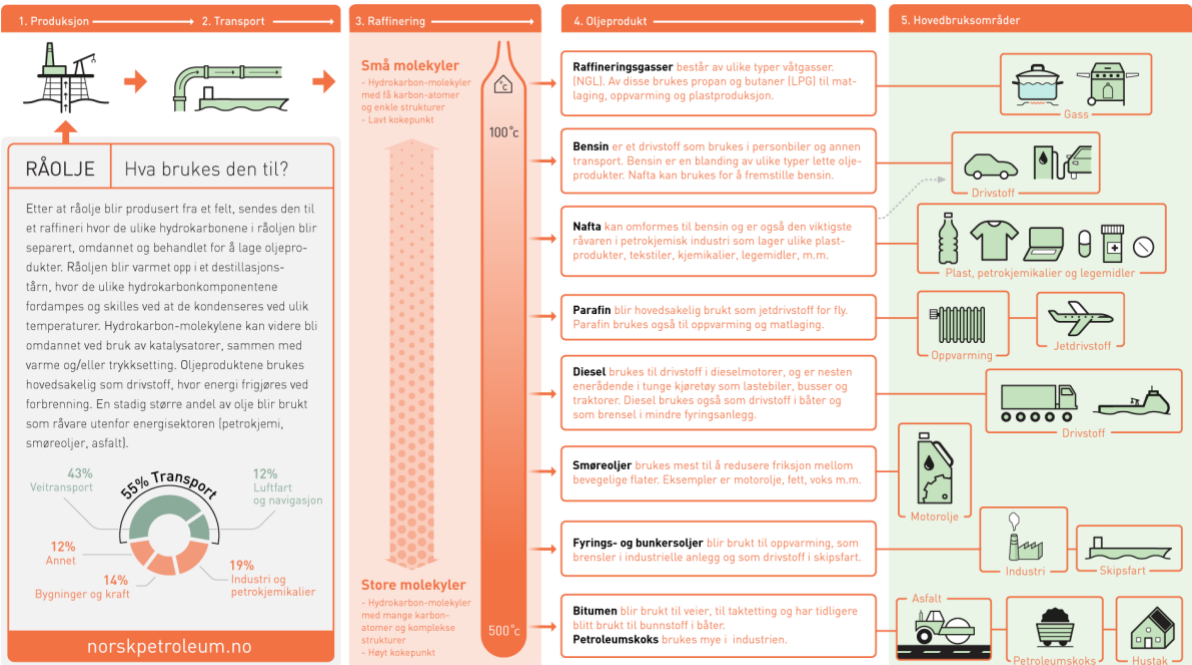 1. Produksjon
2. Transport
3. Raffinering
4. Oljeprodukt
5. Hovedbruksområder
RÅOLJE
Hva brukes den til?
Etter at råolje blir produsert fra et felt, sendes den til
et raffineri hvor de ulike hydrokarbonene i råoljen blir
separert, omdannet og behandlet for å lage oljepro-
dukter. Råoljen blir varmet opp i et destillasjons-
tårn, hvor de ulike hydrokarbonkomponentene
fordampes og skilles ved at de kondenseres ved ulik
temperaturer. Hydrokarbon-molekylene kan videre bli
omdannet ved bruk av katalysatorer, sammen med
varme og/eller trykksetting. Oljeproduktene brukes
hovedsakelig som drivstoff, hvor energi frigjøres ved
forbrenning. En stadig større andel av olje blir brukt
som råvare utenfor energisektoren (petrokjemi,
smøreoljer, asfalt).
43%
Veitransport
55% Transport
12%
Luftfart
og navigasjon
12%
Annet
14%
Bygninger og kraft
19%
Industri og
petrokjemikalier
norskpetroleum.no
Små molekyler
- Hydrokarbon-molekyler
med få karbon-atomer
og enkle strukturer
- Lavt kokepunkt
°c
100°c
Store molekyler
- Hydrokarbon-molekyler
med mange karbon-
atomer og komplekse
strukturer
- Høyt kokepunkt
500°c
Raffineringsgasser består av ulike typer våtgasser.
(NGL). Av disse brukes propan og butaner (LPG) til mat-
laging, oppvarming og plastproduksjon.
Bensin er et drivstoff som brukes i personbiler og annen
transport. Bensin er en blanding av ulike typer lette olje-
produkter. Nafta kan brukes for å fremstille bensin.
Nafta kan omformes til bensin og er også den viktigste
råvaren i petrokjemisk industri som lager ulike plast-
produkter, tekstiler, kjemikalier, legemidler, m.m.
Parafin blir hovedsakelig brukt som jetdrivstoff for fly.
Parafin brukes også til oppvarming og matlaging.
Diesel brukes til drivstoff i dieselmotorer, og er nesten
enerådende i tunge kjøretøy som lastebiler, busser og
traktorer. Diesel brukes også som drivstoff i båter og
som brensel i mindre fyringsanlegg.
Smøreoljer brukes mest til å redusere friksjon mellom
bevegelige flater. Eksempler er motorolje, fett, voks m.m.
Fyrings- og bunkersoljer blir brukt til oppvarming, som
brensler i industrielle anlegg og som drivstoff i skipsfart.
Bitumen blir brukt til veier, til taktetting og har tidligere
blitt brukt til bunnstoff i båter.
Petroleumskoks brukes mye i industrien.
Gass
Drivstoff
Plast, petrokjemikalier og legemidler
Oppvarming
Jetdrivstoff
Drivstoff
Motorolje
Industri
Skipsfart
Asfalt
Petroleumskoks
Hustak